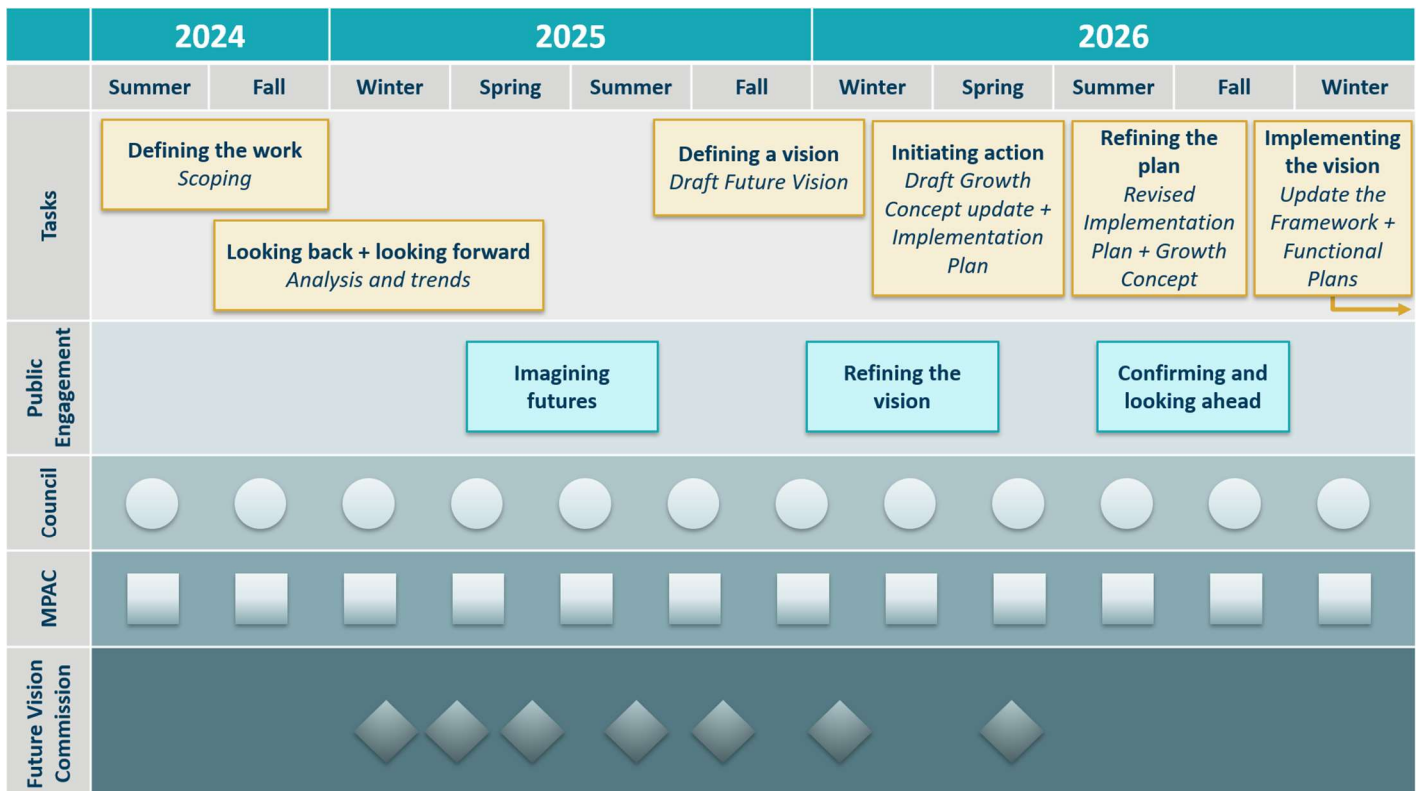 2024
2025
2026
Summer
Fall
Winter
Spring
Summer
Fall
Winter
Spring
Summer
Fall
Winter
Tasks
Defining the work
Scoping
Looking back + looking forward
Analysis and trends
Defining a vision
Draft Future Vision
Initiating action
Draft Growth
Concept update +
Implementation
Plan
Refining the
plan
Revised
Implementation
Plan + Growth
Concept
Implementing
the vision
Update the
Framework +
Functional
Plans
Public
Engagement
Imagining
futures
Refining the
vision
Confirming and
looking ahead
Council
MPAC
Future Vision
Commission